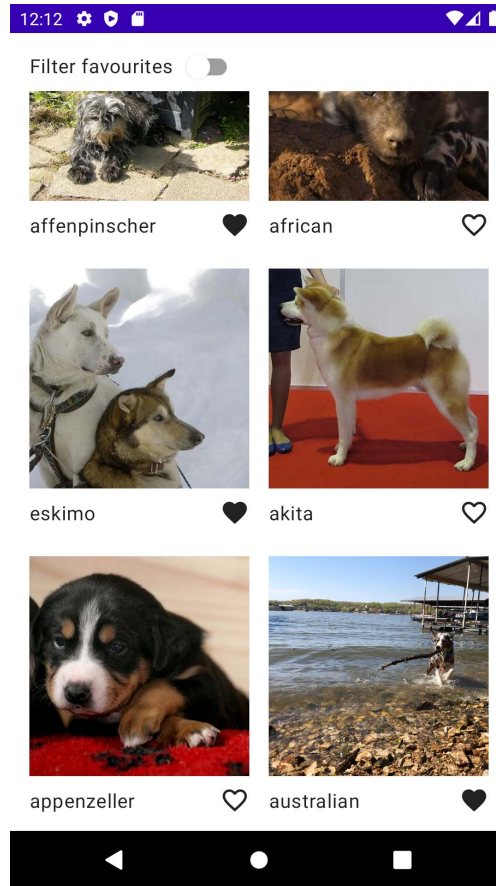 12:12
Filter favourites
affenpinscher
african
eskimo
akita
appenzeller
australian